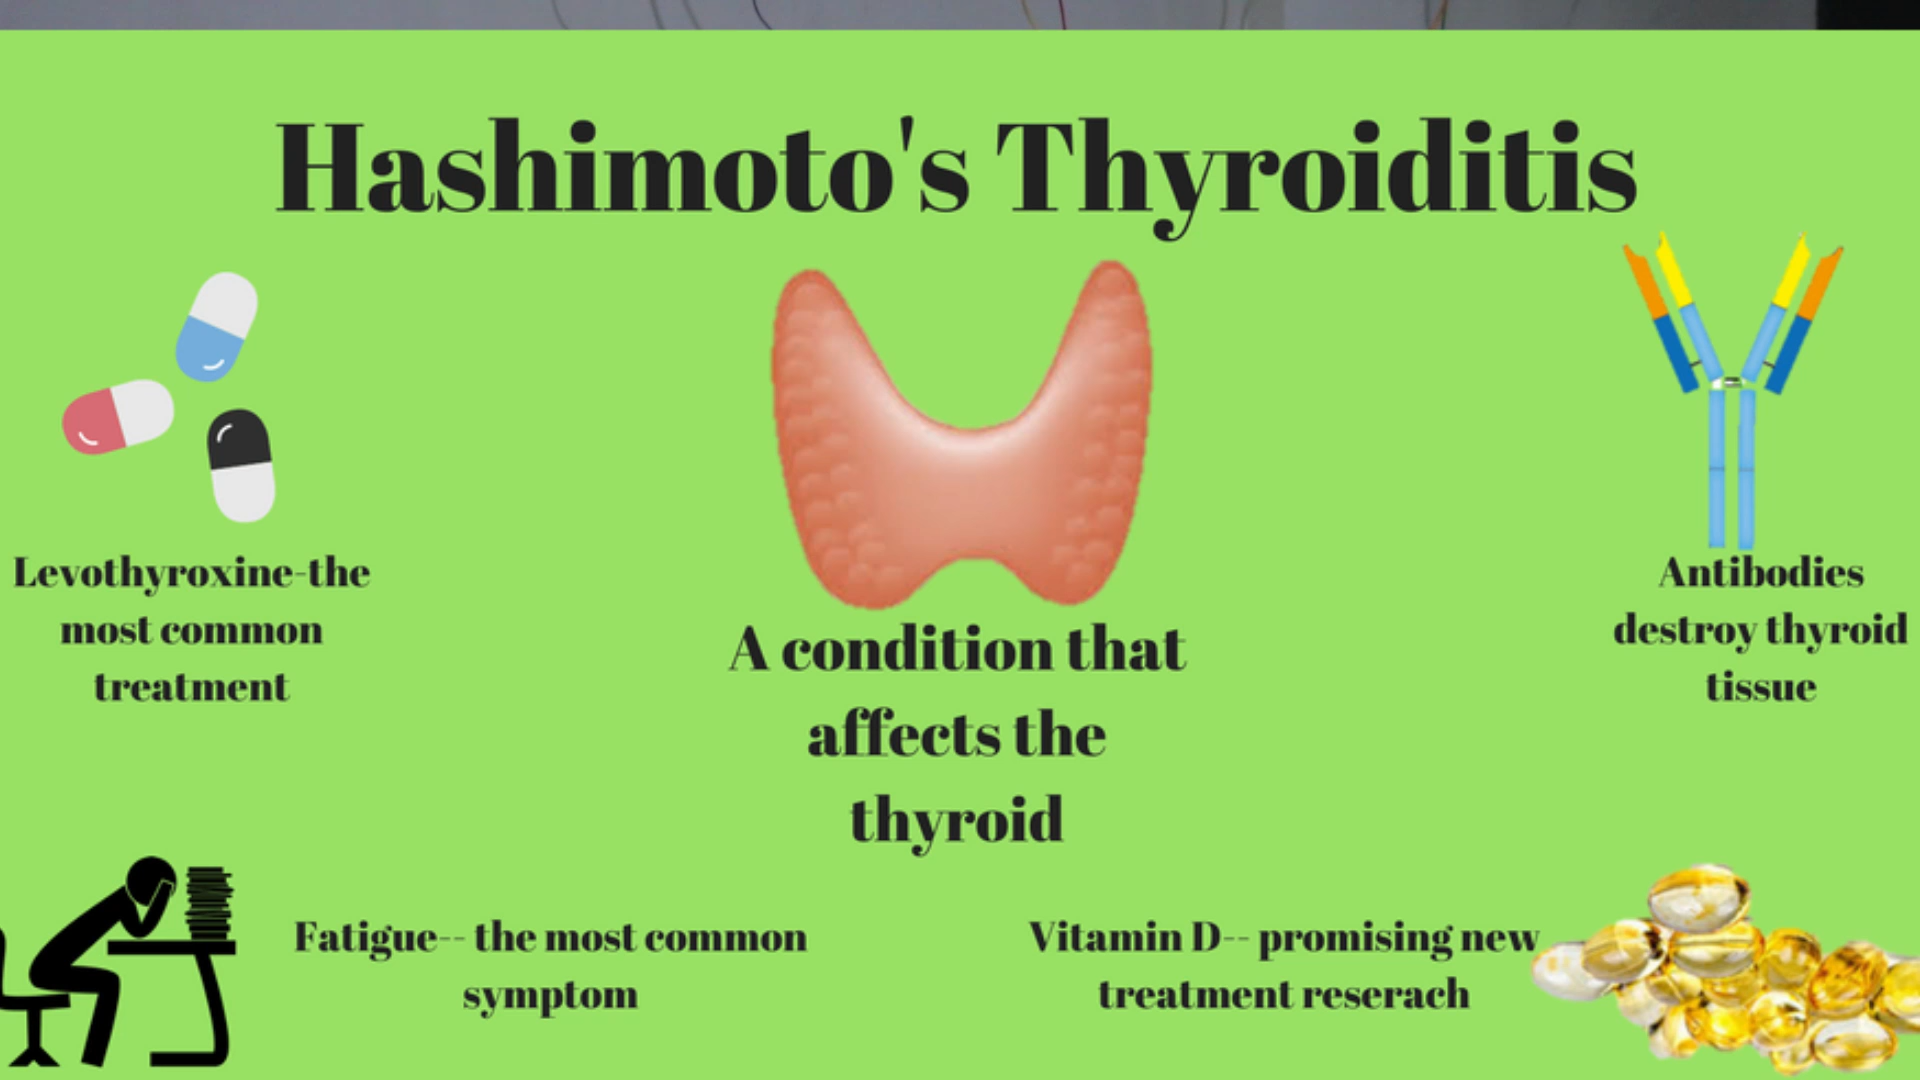 Hashimoto's Thyroiditis
Levothyroxine-the
most common
treatment
A condition that
affects the
thyroid
Antibodies
destroy thyroid
tissue
Fatigue-- the most common
symptom
Vitamin D-- promising new
treatment reserach